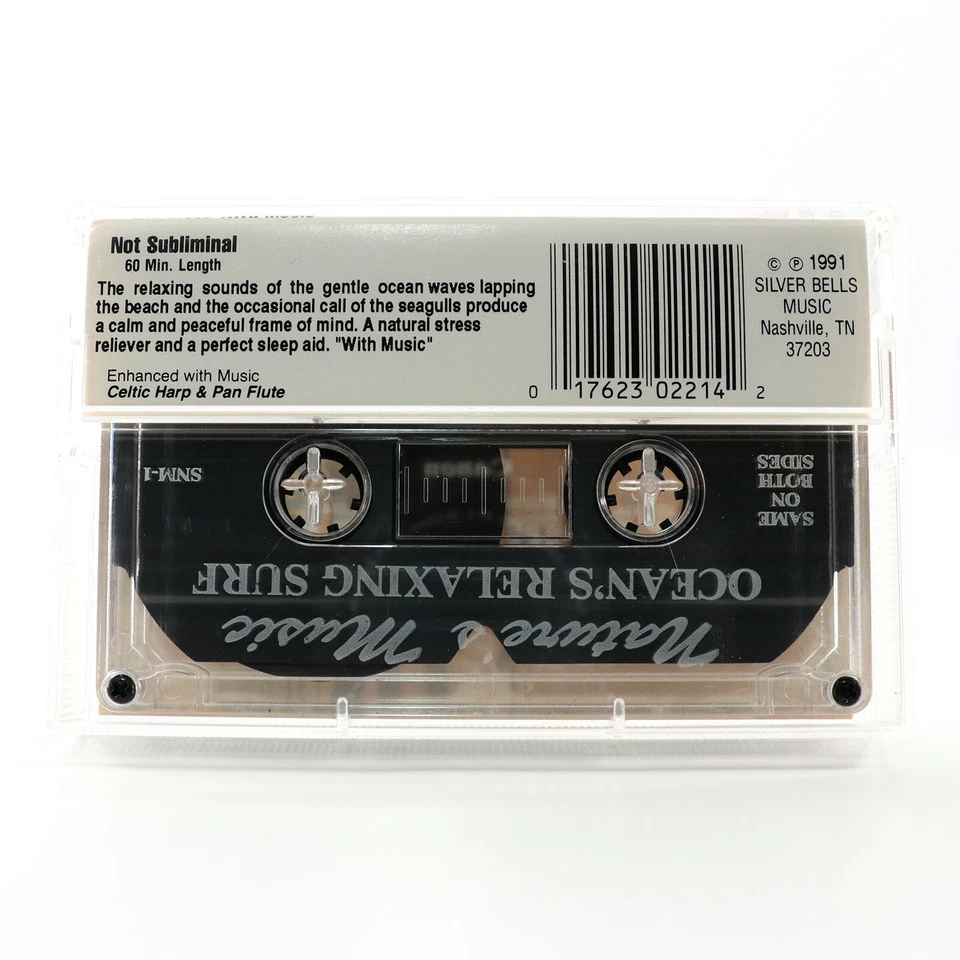 Not Subliminal
60 Min. Length
The relaxing sounds of the gentle ocean waves lapping
the beach and the occasional call of the seagulls produce
a calm and peaceful frame of mind. A natural stress
reliever and a perfect sleep aid. "With Music"
Enhanced with Music
Celtic Harp & Pan Flute
0 17623 02214 2
© ℗ 1991
SILVER BELLS
MUSIC
Nashville, TN
37203
Nature's Music
OCEAN'S RELAXING SURF
SAME
ON
BOTH
SIDES
SNM-1